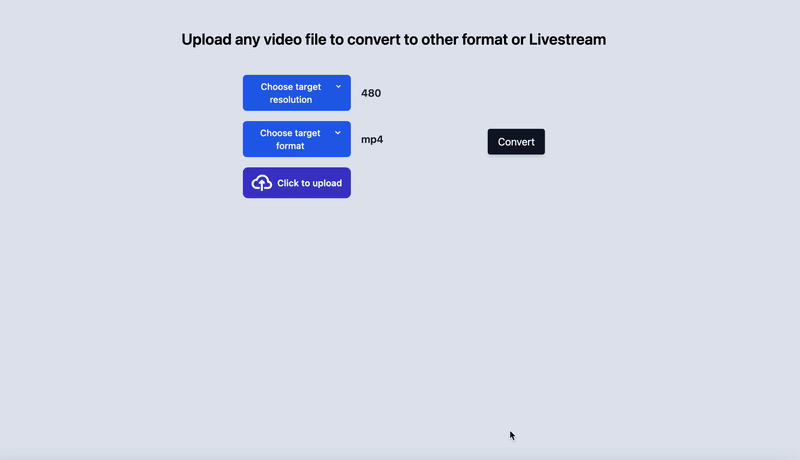 Upload any video file to convert to other format or Livestream
Choose target
resolution
480
Choose target
format
mp4
Convert
Click to upload